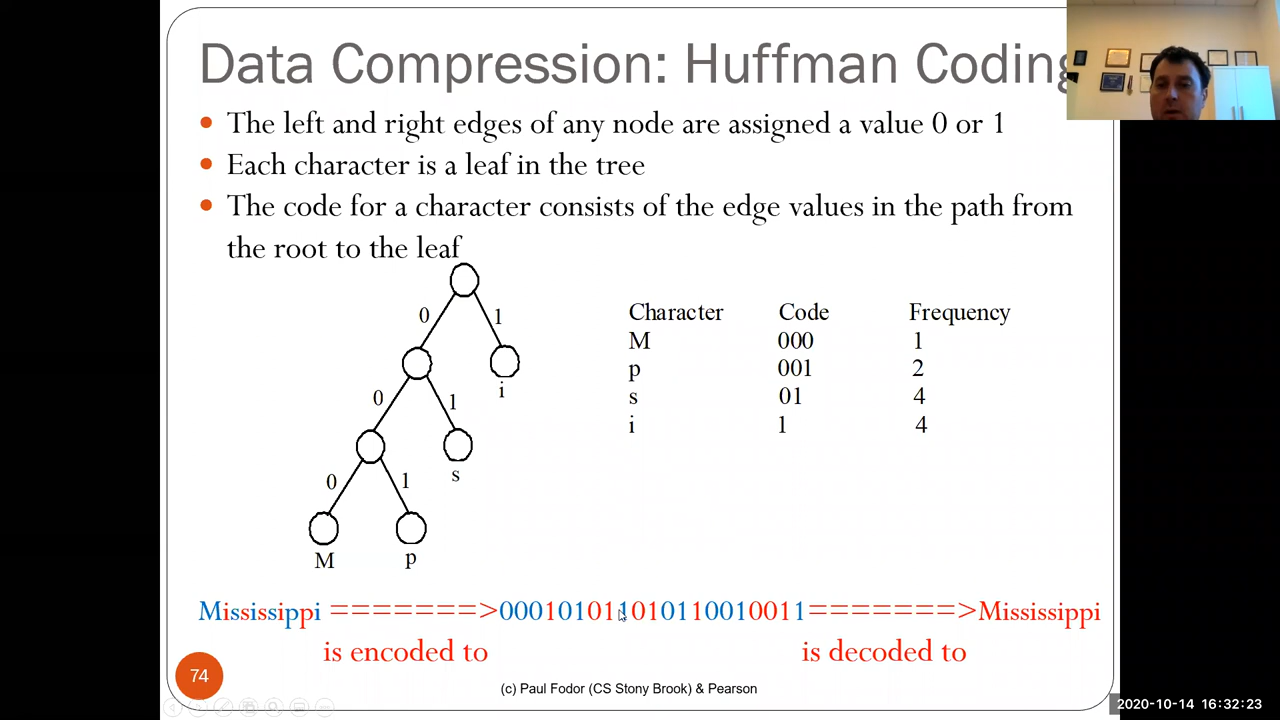 Data Compression: Huffman Coding
The left and right edges of any node are assigned a value 0 or 1
Each character is a leaf in the tree
The code for a character consists of the edge values in the path from
the root to the leaf
0 1
0 1 i
0 1 s
M p
Character Code Frequency
M 000 1
p 001 2
s 01 4
i 1 4
Mississippi =======>000101011010110010011=======>Mississippi
is encoded to is decoded to
74
(c) Paul Fodor (CS Stony Brook) & Pearson
2020-10-14 16:32:23